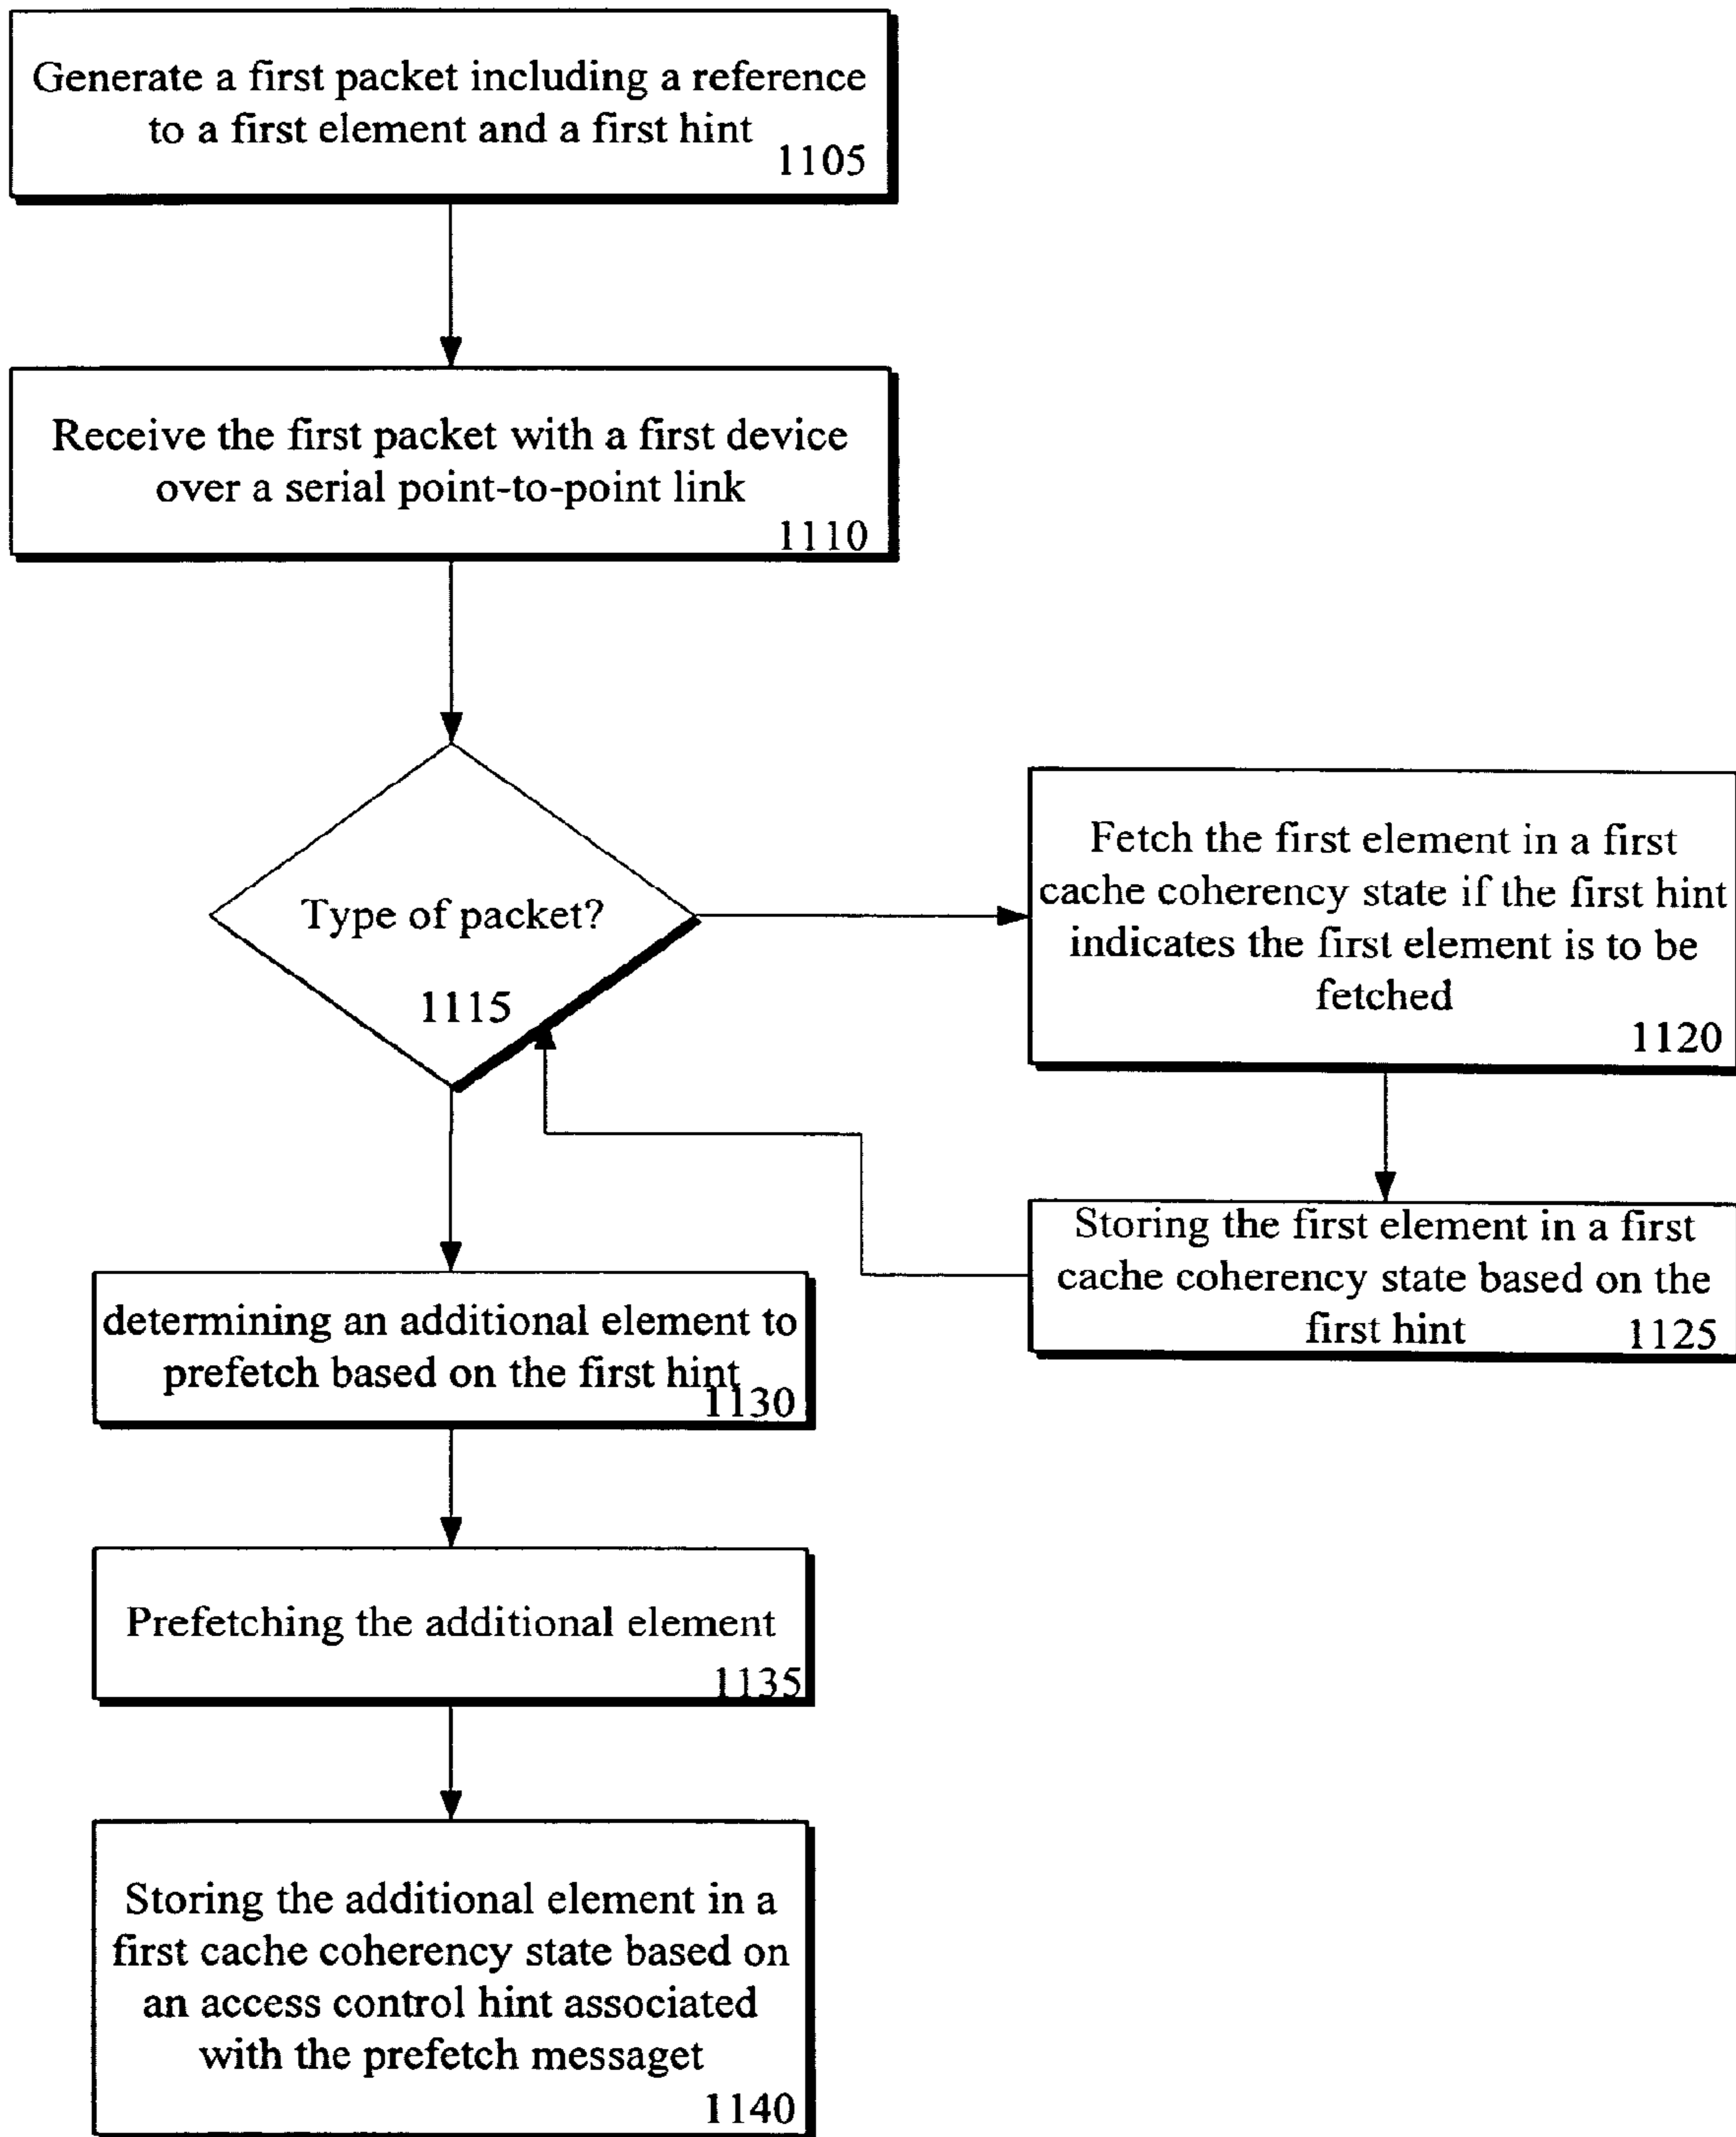 Generate a first packet including a reference
to a first element and a first hint
1105
Receive the first packet with a first device
over a serial point-to-point link
1110
Type of packet?
1115
Fetch the first element in a first
cache coherency state if the first hint
indicates the first element is to be
fetched
1120
Storing the first element in a first
cache coherency state based on the
first hint
1125
determining an additional element to
prefetch based on the first hint
1130
Prefetching the additional element
1135
Storing the additional element in a
first cache coherency state based on
an access control hint associated
with the prefetch messaget
1140